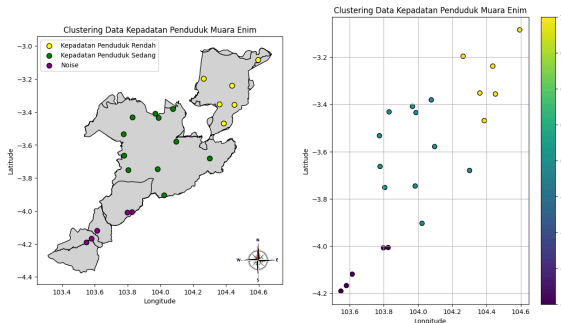 Clustering Data Kepadatan Penduduk Muara Enim
Kepadatan Penduduk Rendah
Kepadatan Penduduk Sedang
Noise
−3.0
−3.2
−3.4
−3.6
−3.8
−4.0
−4.2
−4.4
Latitude
103.4 103.6 103.8 104.0 104.2 104.4 104.6
Longitude
N
W E
S
Clustering Data Kepadatan Penduduk Muara Enim
−3.2
−3.4
−3.6
−3.8
−4.0
−4.2
Latitude
103.6 103.8 104.0 104.2 104.4 104.6
Longitude